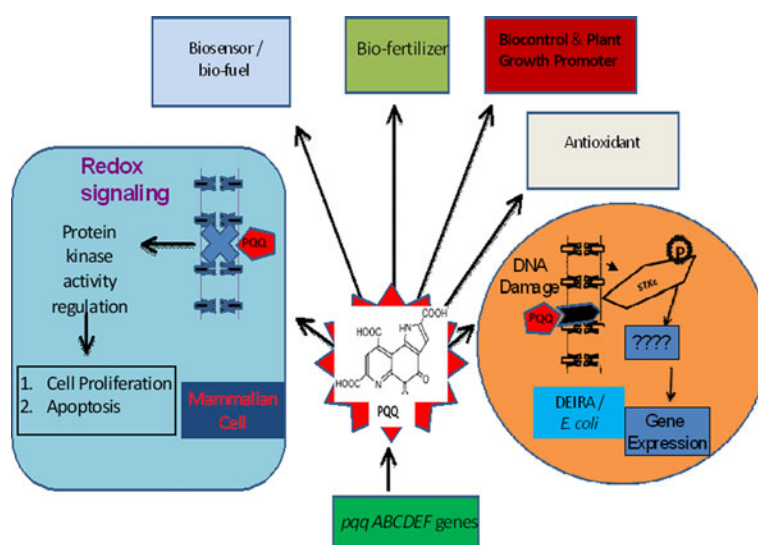 Biosensor /
bio-fuel
Bio-fertilizer
Biocontrol & Plant
Growth Promoter
Antioxidant
Redox
signaling
Protein
kinase
activity
regulation
PQQ
1. Cell Proliferation
2. Apoptosis
Mammalian
Cell
COOH
HOOC
H
N
HOOC
N
O
O
PQQ
pqq ABCDEF genes
DNA
Damage
P
STKc
PQQ
????
DEIRA /
E. coli
Gene
Expression